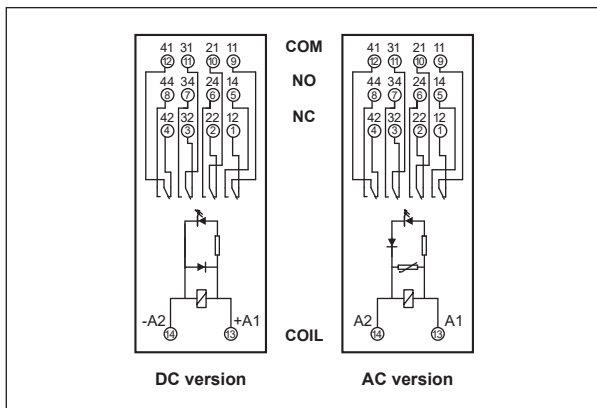 41 31 21 11 COM 41 31 21 11
12 11 10 9 12 11 10 9
44 34 24 14 NO 44 34 24 14
8 7 6 5 8 7 6 5
42 32 22 12 NC 42 32 22 12
4 3 2 1 4 3 2 1
-A2 +A1 A2 A1
14 13 COIL 14 13
DC version AC version